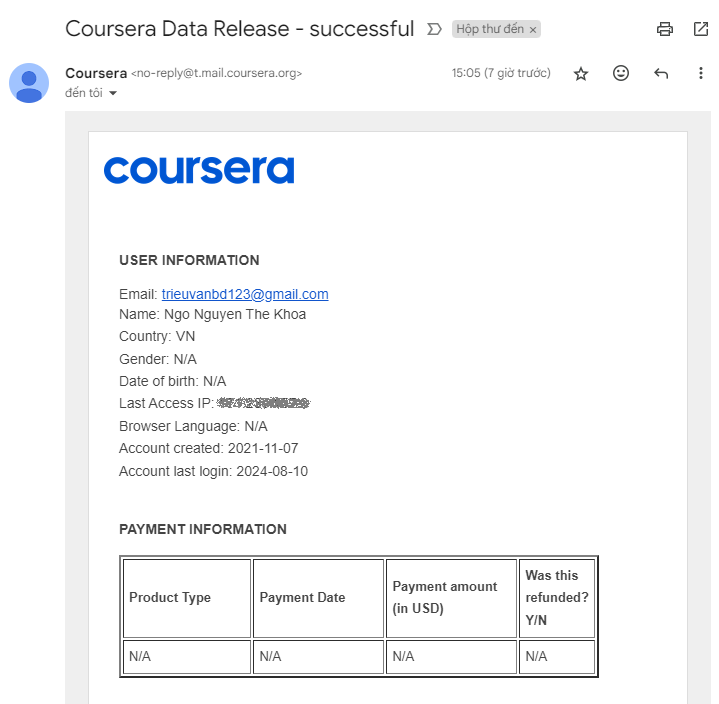 Coursera Data Release - successful
Hộp thư đến ×
Coursera <no-reply@t.mail.coursera.org>
15:05 (7 giờ trước)
đến tôi
coursera
USER INFORMATION
Email: trieuvanbd123@gmail.com
Name: Ngo Nguyen The Khoa
Country: VN
Gender: N/A
Date of birth: N/A
Last Access IP:
Browser Language: N/A
Account created: 2021-11-07
Account last login: 2024-08-10
PAYMENT INFORMATION
Product Type
Payment Date
Payment amount
(in USD)
Was this
refunded?
Y/N
N/A
N/A
N/A
N/A